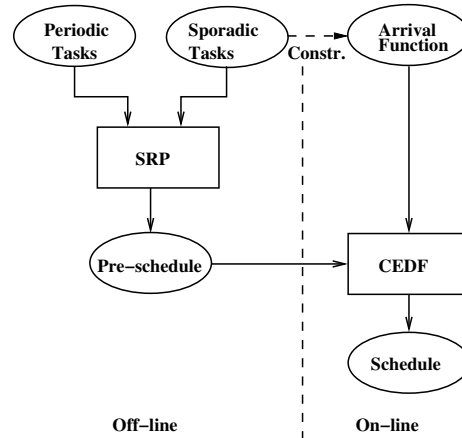 Periodic
Tasks
Sporadic
Tasks
Constr.
Arrival
Function
SRP
Pre-schedule
CEDF
Schedule
Off-line
On-line